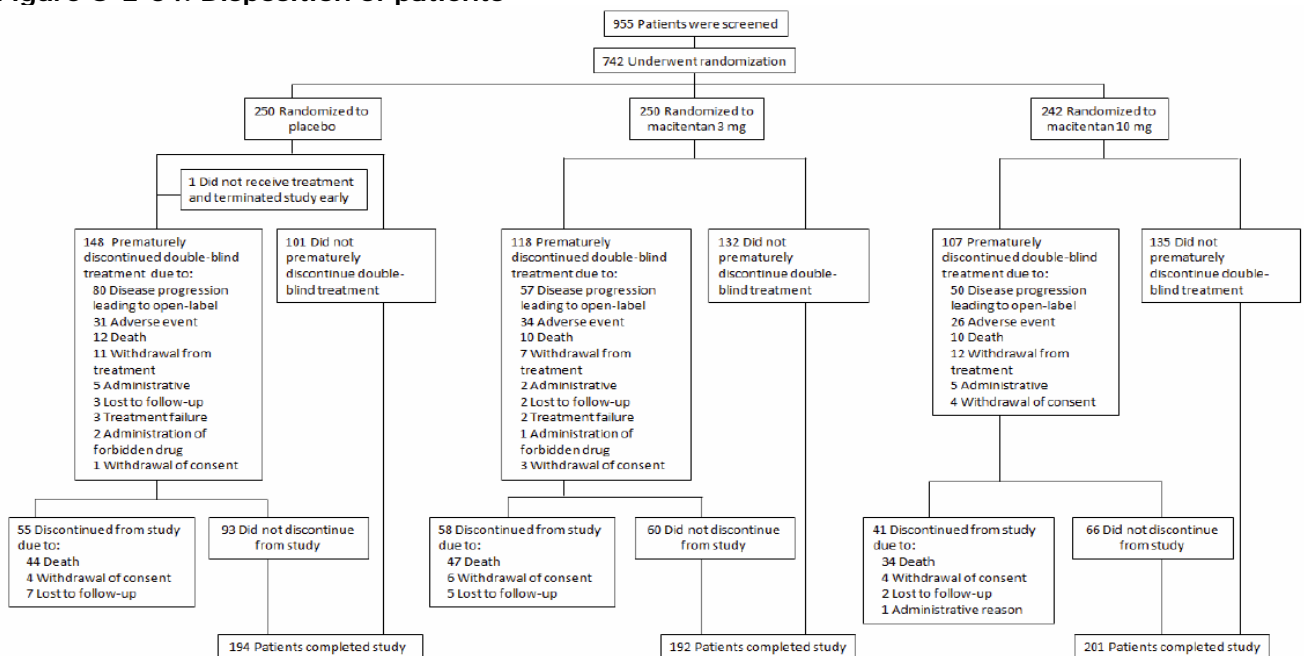 955 Patients were screened
742 Underwent randomization
250 Randomized to
placebo
250 Randomized to
macitentan 3 mg
242 Randomized to
macitentan 10 mg
1 Did not receive treatment
and terminated study early
148 Prematurely
discontinued double-blind
treatment due to:
80 Disease progression
leading to open-label
31 Adverse event
12 Death
11 Withdrawal from
treatment
5 Administrative
3 Lost to follow-up
3 Treatment failure
2 Administration of
forbidden drug
1 Withdrawal of consent
101 Did not
prematurely
discontinue double-
blind treatment
118 Prematurely
discontinued double-blind
treatment due to:
57 Disease progression
leading to open-label
34 Adverse event
10 Death
7 Withdrawal from
treatment
2 Administrative
2 Lost to follow-up
2 Treatment failure
1 Administration of
forbidden drug
3 Withdrawal of consent
132 Did not
prematurely
discontinue double-
blind treatment
107 Prematurely
discontinued double-blind
treatment due to:
50 Disease progression
leading to open-label
26 Adverse event
10 Death
12 Withdrawal from
treatment
5 Administrative
4 Withdrawal of consent
135 Did not
prematurely
discontinue double-
blind treatment
55 Discontinued from study
due to:
44 Death
4 Withdrawal of consent
7 Lost to follow-up
93 Did not discontinue
from study
58 Discontinued from study
due to:
47 Death
6 Withdrawal of consent
5 Lost to follow-up
60 Did not discontinue
from study
41 Discontinued from study
due to:
34 Death
4 Withdrawal of consent
2 Lost to follow-up
1 Administrative reason
66 Did not discontinue
from study
194 Patients completed study
192 Patients completed study
201 Patients completed study